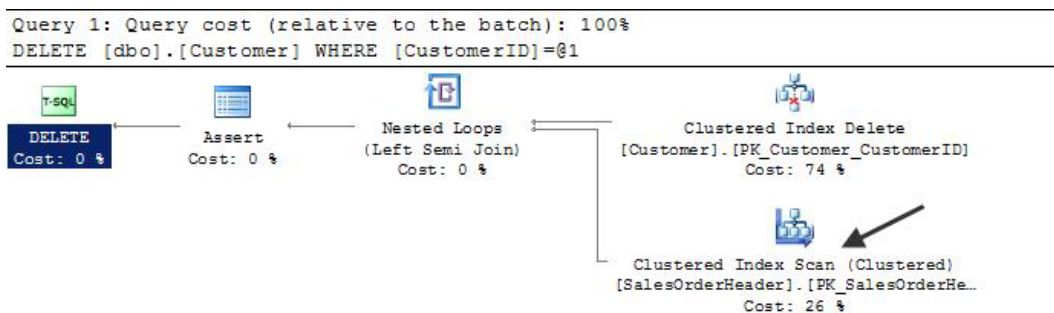 Query 1: Query cost (relative to the batch): 100%
DELETE [dbo].[Customer] WHERE [CustomerID]=@1
T-SQL
DELETE
Cost: 0 %
Assert
Cost: 0 %
Nested Loops
(Left Semi Join)
Cost: 0 %
Clustered Index Delete
[Customer].[PK_Customer_CustomerID]
Cost: 74 %
Clustered Index Scan (Clustered)
[SalesOrderHeader].[PK_SalesOrderHe…
Cost: 26 %